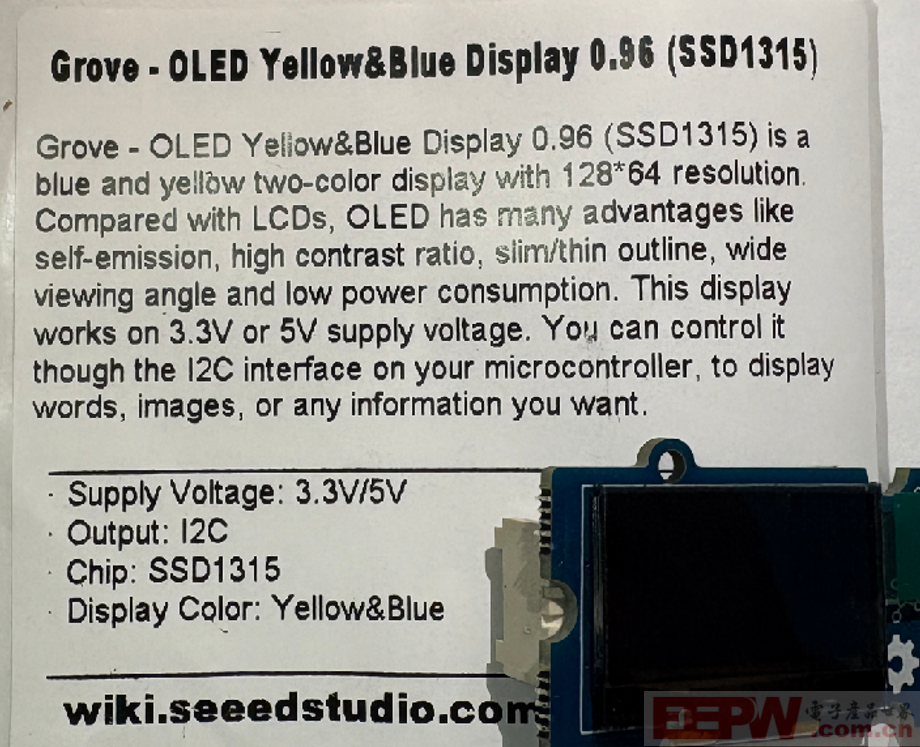 Grove - OLED Yellow&Blue Display 0.96 (SSD1315)
Grove - OLED Yellow&Blue Display 0.96 (SSD1315) is a
blue and yellow two-color display with 128*64 resolution.
Compared with LCDs, OLED has many advantages like
self-emission, high contrast ratio, slim/thin outline, wide
viewing angle and low power consumption. This display
works on 3.3V or 5V supply voltage. You can control it
though the I2C interface on your microcontroller, to display
words, images, or any information you want.
· Supply Voltage: 3.3V/5V
· Output: I2C
· Chip: SSD1315
· Display Color: Yellow&Blue
wiki.seeedstudio.com
EEPW 電子產品世界
.com.cn